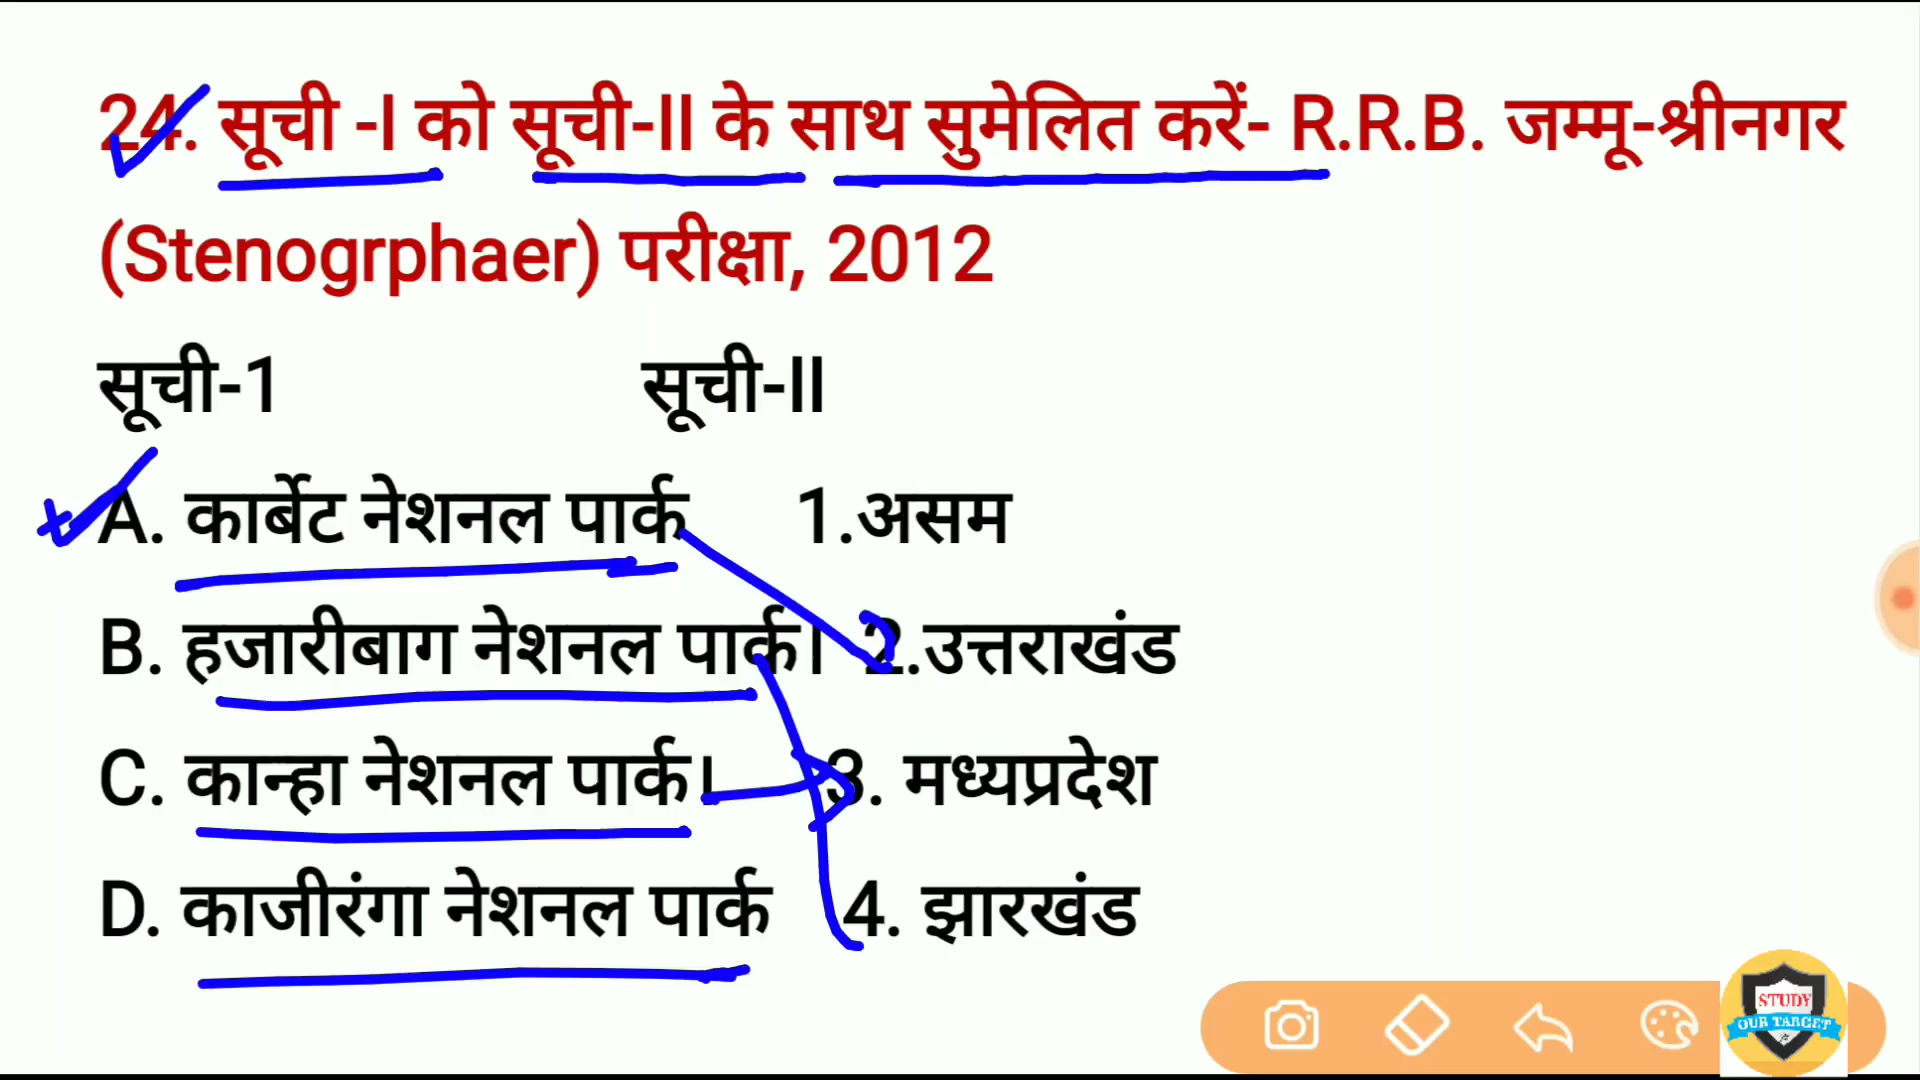 24. सूची -I को सूची-II के साथ सुमेलित करें- R.R.B. जम्मू-श्रीनगर
(Stenogrphaer) परीक्षा, 2012
सूची-1 सूची-II
A. कार्बेट नेशनल पार्क 1.असम
B. हजारीबाग नेशनल पार्क। 2.उत्तराखंड
C. कान्हा नेशनल पार्क। 3. मध्यप्रदेश
D. काजीरंगा नेशनल पार्क 4. झारखंड
STUDY
OUR TARGET